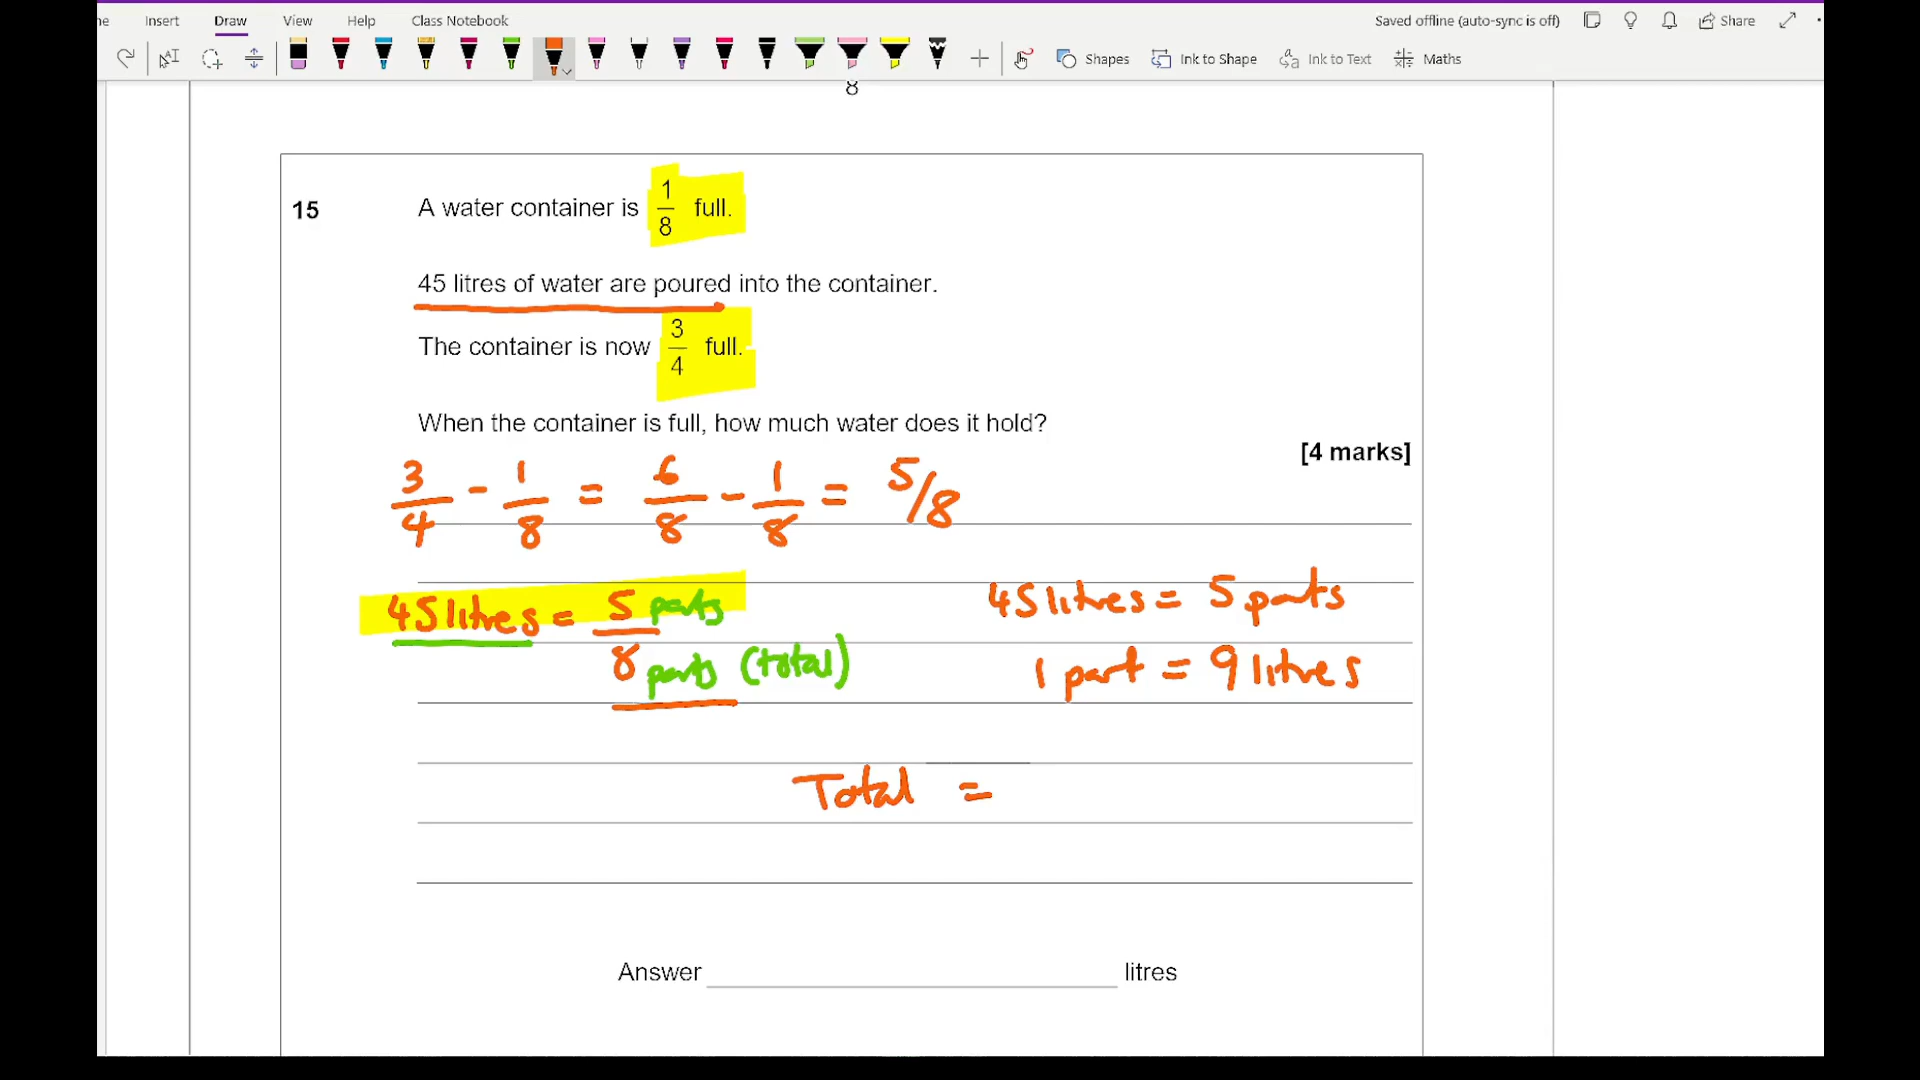 Insert Draw View Help Class Notebook Saved offline (auto-sync is off) Share
Shapes Ink to Shape Ink to Text Maths
8
15 A water container is 1/8 full.
45 litres of water are poured into the container.
The container is now 3/4 full.
When the container is full, how much water does it hold?
[4 marks]
3/4 - 1/8 = 6/8 - 1/8 = 5/8
45 litres = 5 parts
8 parts (total)
45 litres = 5 parts
1 part = 9 litres
Total =
Answer litres